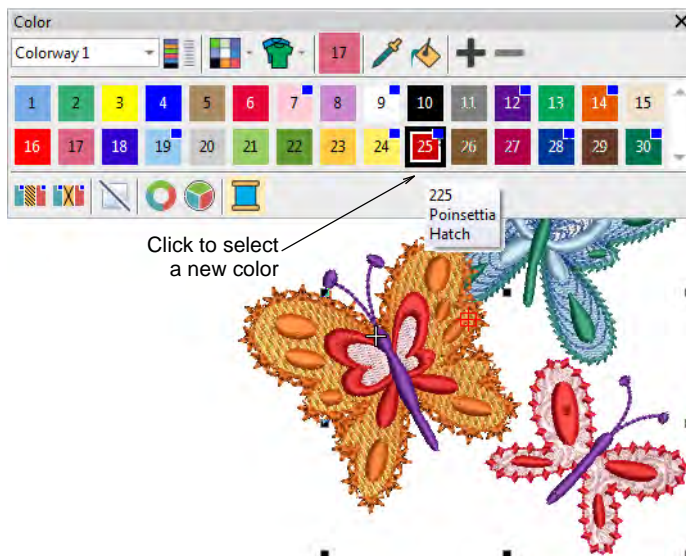 Color
Colorway 1
17
1 2 3 4 5 6 7 8 9 10 11 12 13 14 15
16 17 18 19 20 21 22 23 24 25 26 27 28 29 30
225
Poinsettia
Hatch
Click to select
a new color